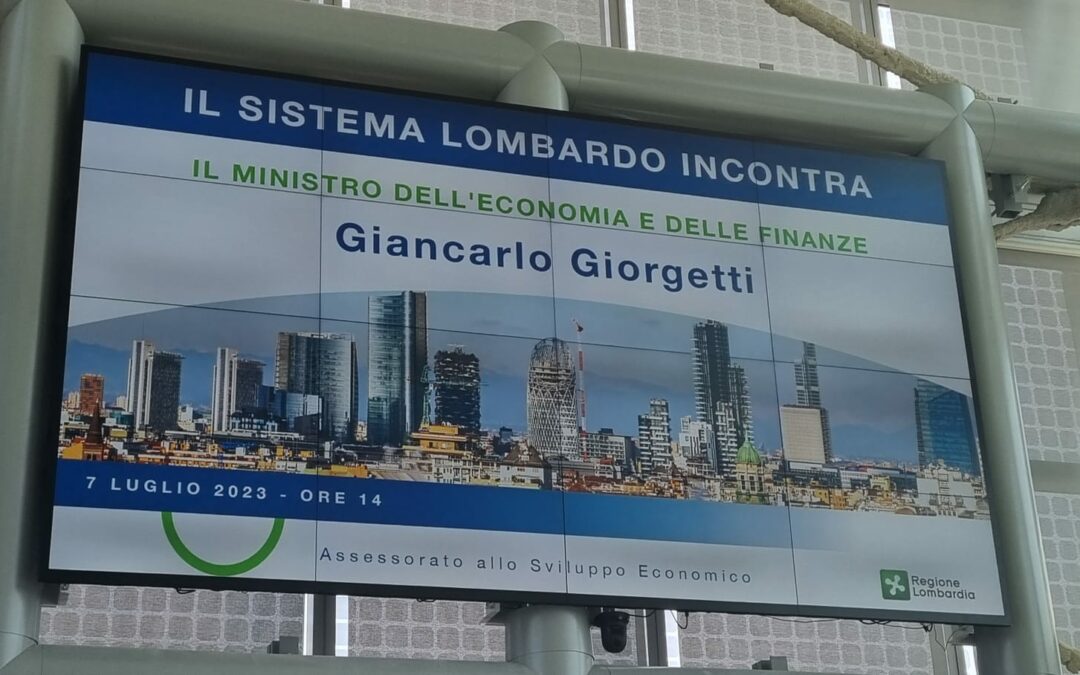 IL SISTEMA LOMBARDO INCONTRA
IL MINISTRO DELL'ECONOMIA E DELLE FINANZE
Giancarlo Giorgetti
7 LUGLIO 2023 - ORE 14
Assessorato allo Sviluppo Economico
Regione
Lombardia